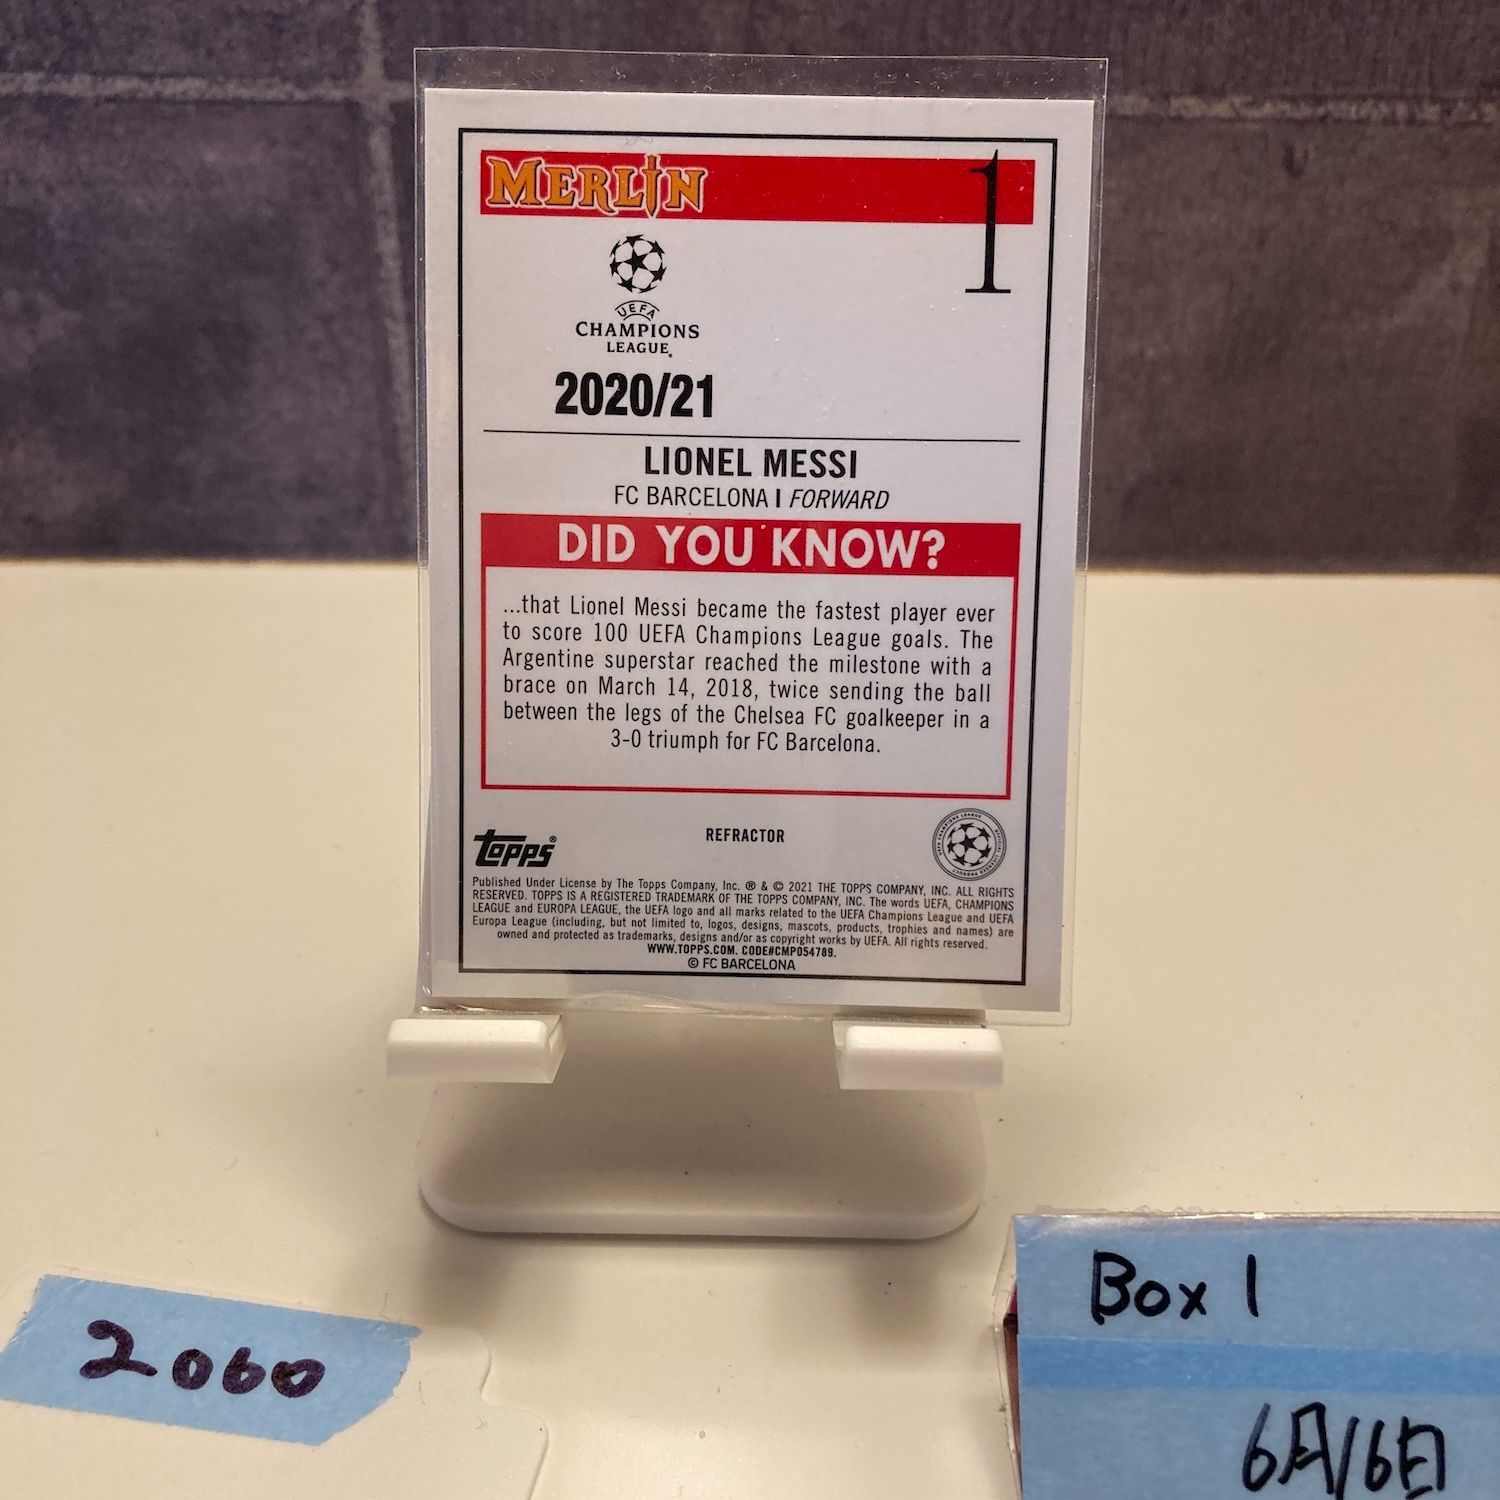 MERLIN
1
UEFA
CHAMPIONS
LEAGUE®
2020/21
LIONEL MESSI
FC BARCELONA I FORWARD
DID YOU KNOW?
...that Lionel Messi became the fastest player ever
to score 100 UEFA Champions League goals. The
Argentine superstar reached the milestone with a
brace on March 14, 2018, twice sending the ball
between the legs of the Chelsea FC goalkeeper in a
3-0 triumph for FC Barcelona.
REFRACTOR
topps®
Published Under License by The Topps Company, Inc. ® & © 2021 THE TOPPS COMPANY, INC. ALL RIGHTS
RESERVED. TOPPS IS A REGISTERED TRADEMARK OF THE TOPPS COMPANY, INC. The words UEFA, CHAMPIONS
LEAGUE and EUROPA LEAGUE, the UEFA logo and all marks related to the UEFA Champions League and UEFA
Europa League (including, but not limited to, logos, designs, mascots, products, trophies and names) are
owned and protected as trademarks, designs and/or as copyright works by UEFA. All rights reserved.
WWW.TOPPS.COM. CODE#CMP054789.
© FC BARCELONA
2060
Box 1
6月16日